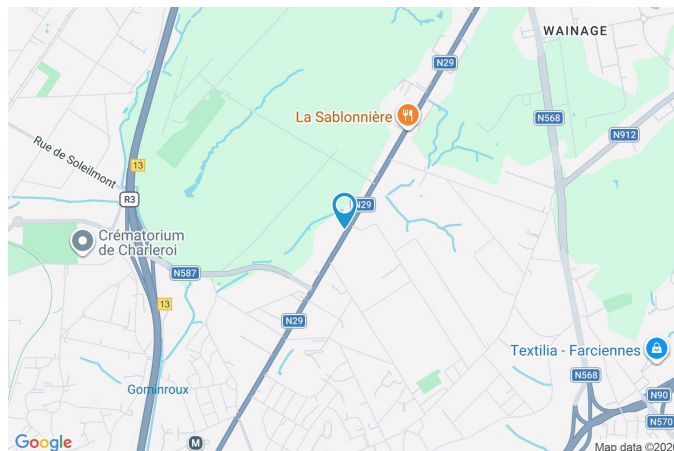 WAINAGE
N29
La Sablonnière
N568
N912
Rue de Soleilmont
13
R3
N29
Crématorium
de Charleroi
N587
13
N29
Textilia - Farciennes
N568
Gominroux
N90
N570
M
Google
Map data ©2026